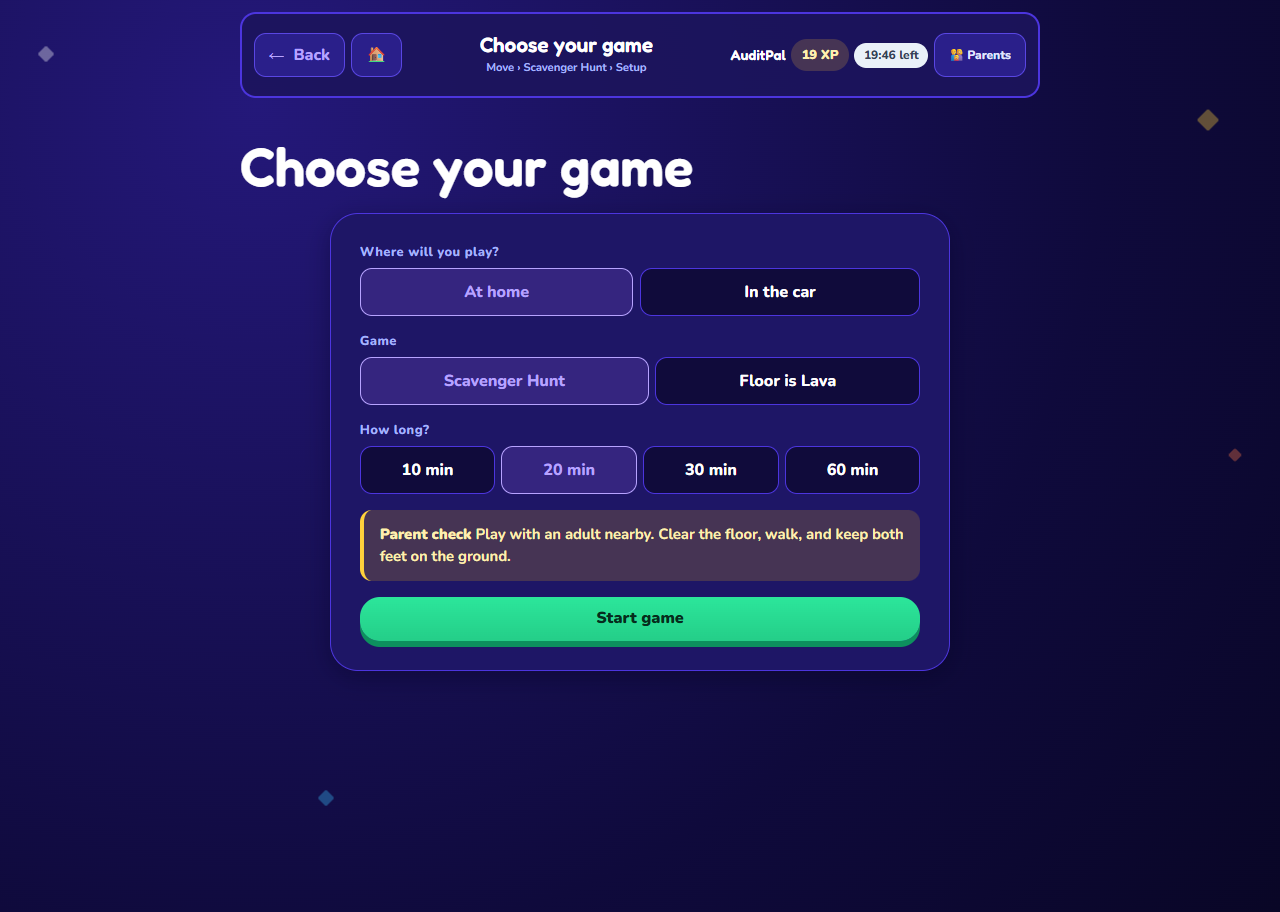 ← Back
Choose your game
Move › Scavenger Hunt › Setup
AuditPal
19 XP
19:46 left
Parents
Choose your game
Where will you play?
At home
In the car
Game
Scavenger Hunt
Floor is Lava
How long?
10 min
20 min
30 min
60 min
Parent check Play with an adult nearby. Clear the floor, walk, and keep both
feet on the ground.
Start game